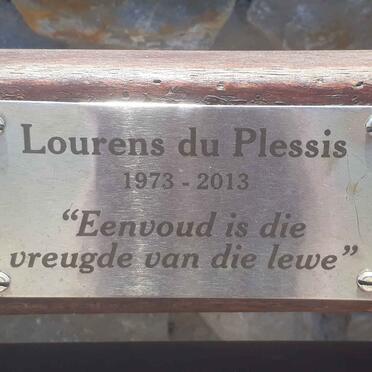 Lourens du Plessis
1973 - 2013
“Eenvoud is die
vreugde van die lewe”